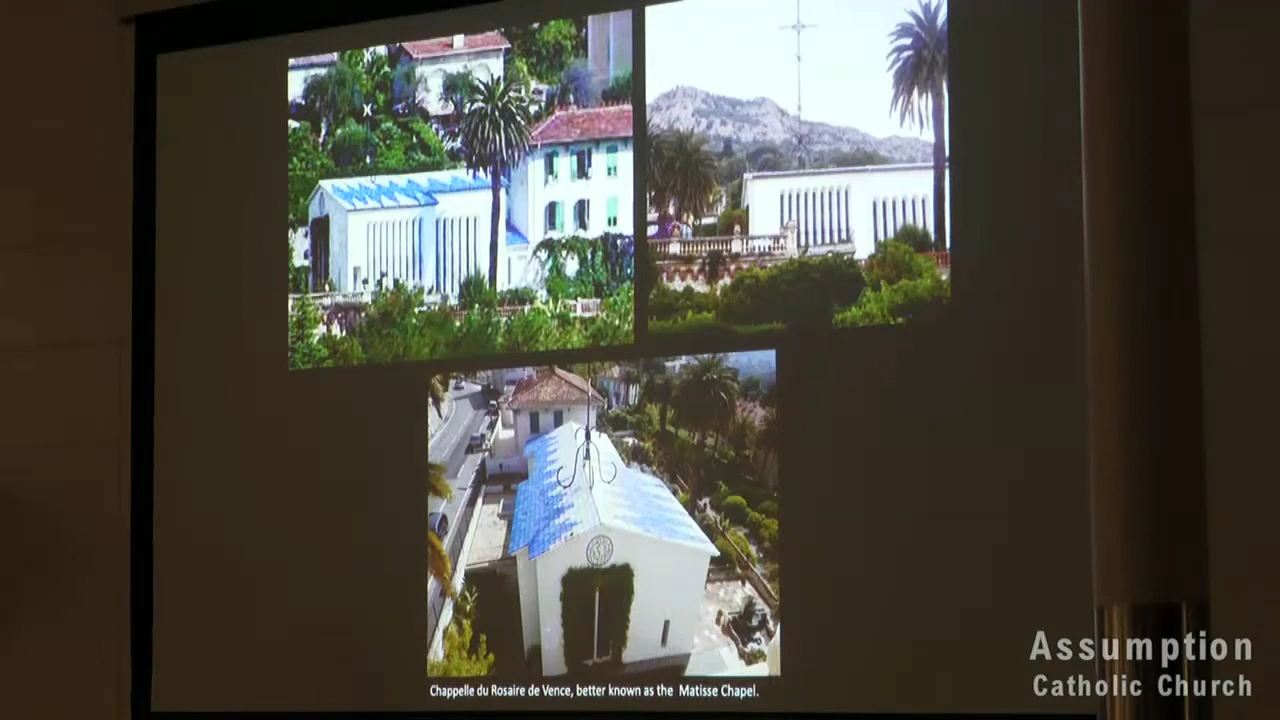 Chappelle du Rosaire de Vence, better known as the Matisse Chapel.
Assumption
Catholic Church